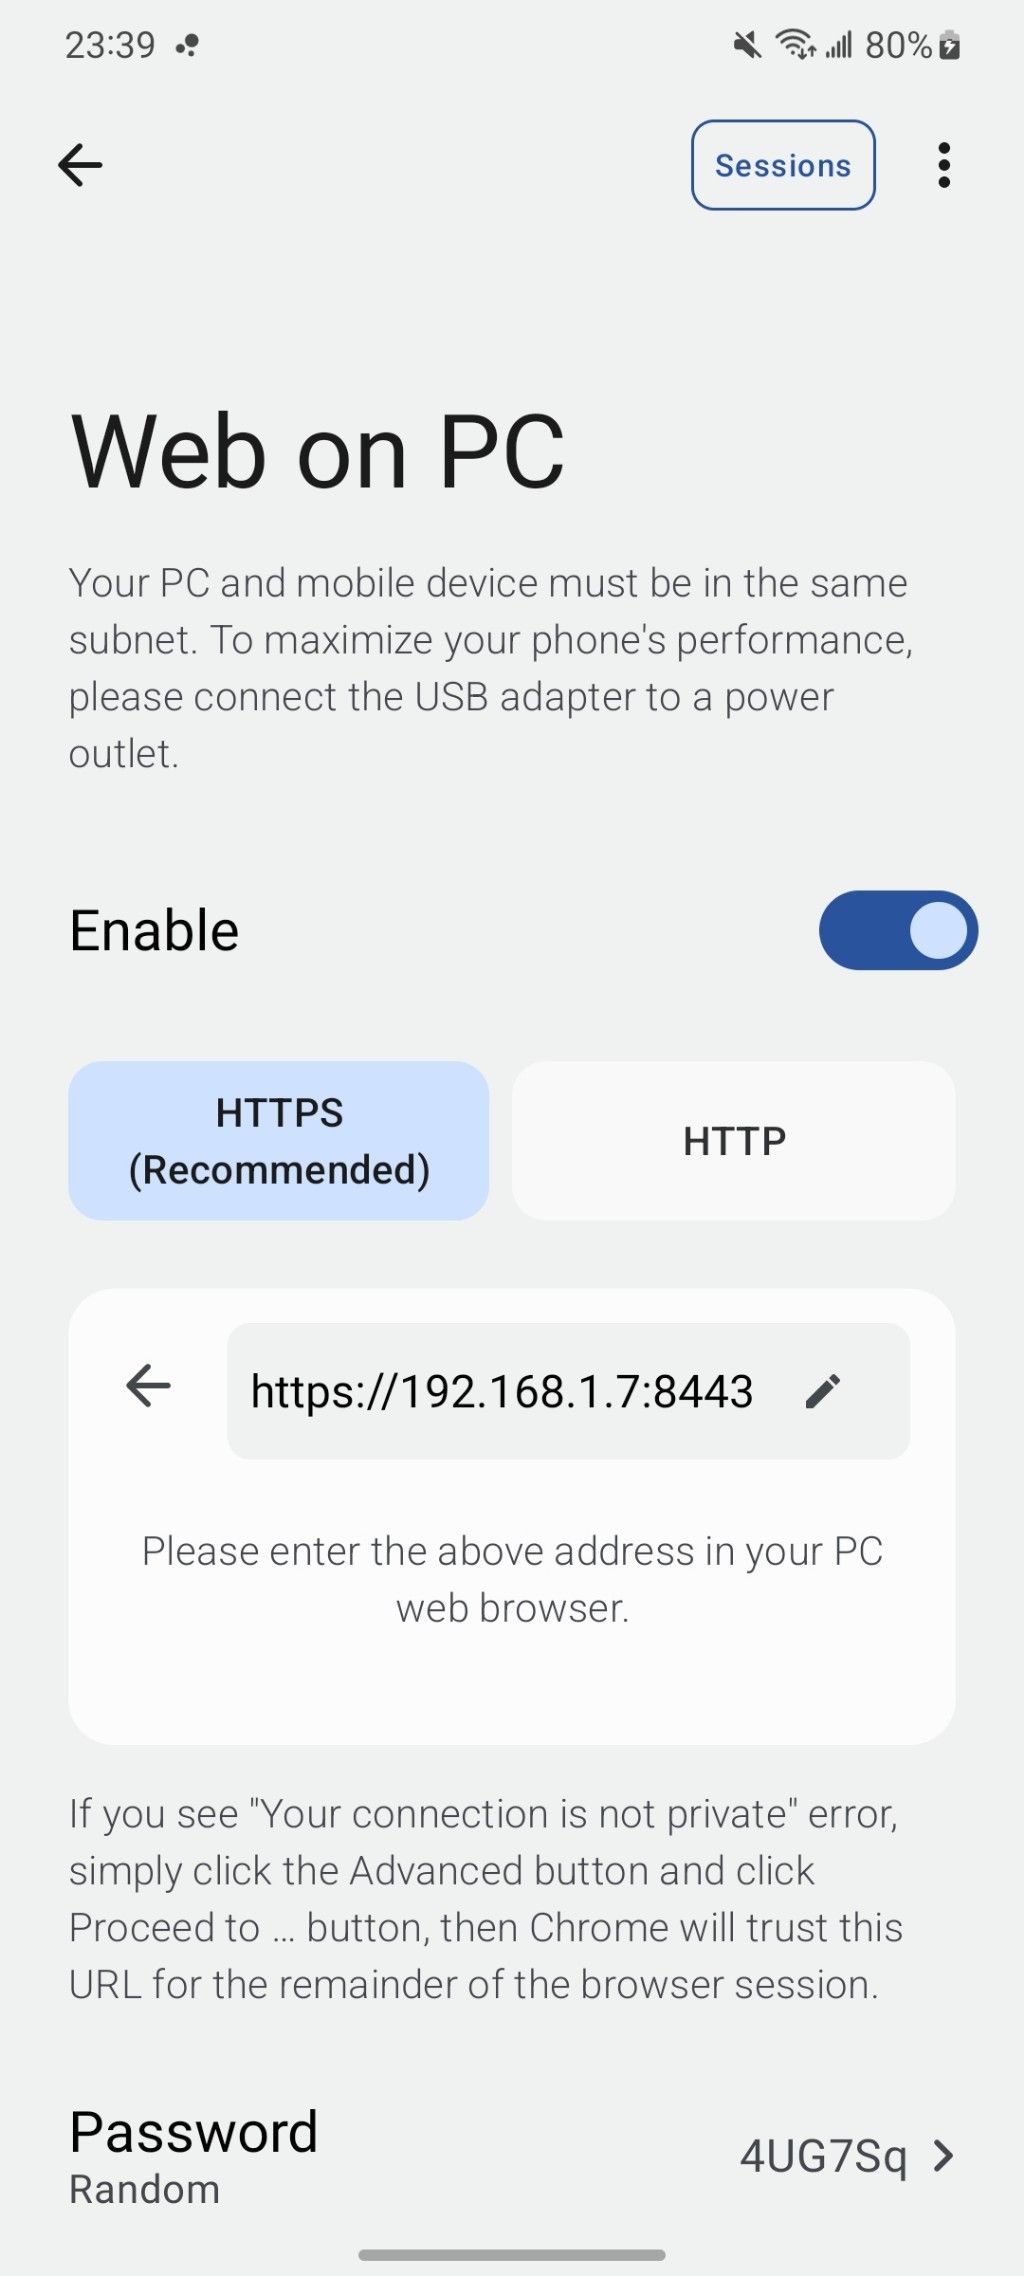 23:39
80%
Sessions
Web on PC
Your PC and mobile device must be in the same
subnet. To maximize your phone's performance,
please connect the USB adapter to a power
outlet.
Enable
HTTPS
(Recommended)
HTTP
https://192.168.1.7:8443
Please enter the above address in your PC
web browser.
If you see "Your connection is not private" error,
simply click the Advanced button and click
Proceed to ... button, then Chrome will trust this
URL for the remainder of the browser session.
Password
4UG7Sq
Random